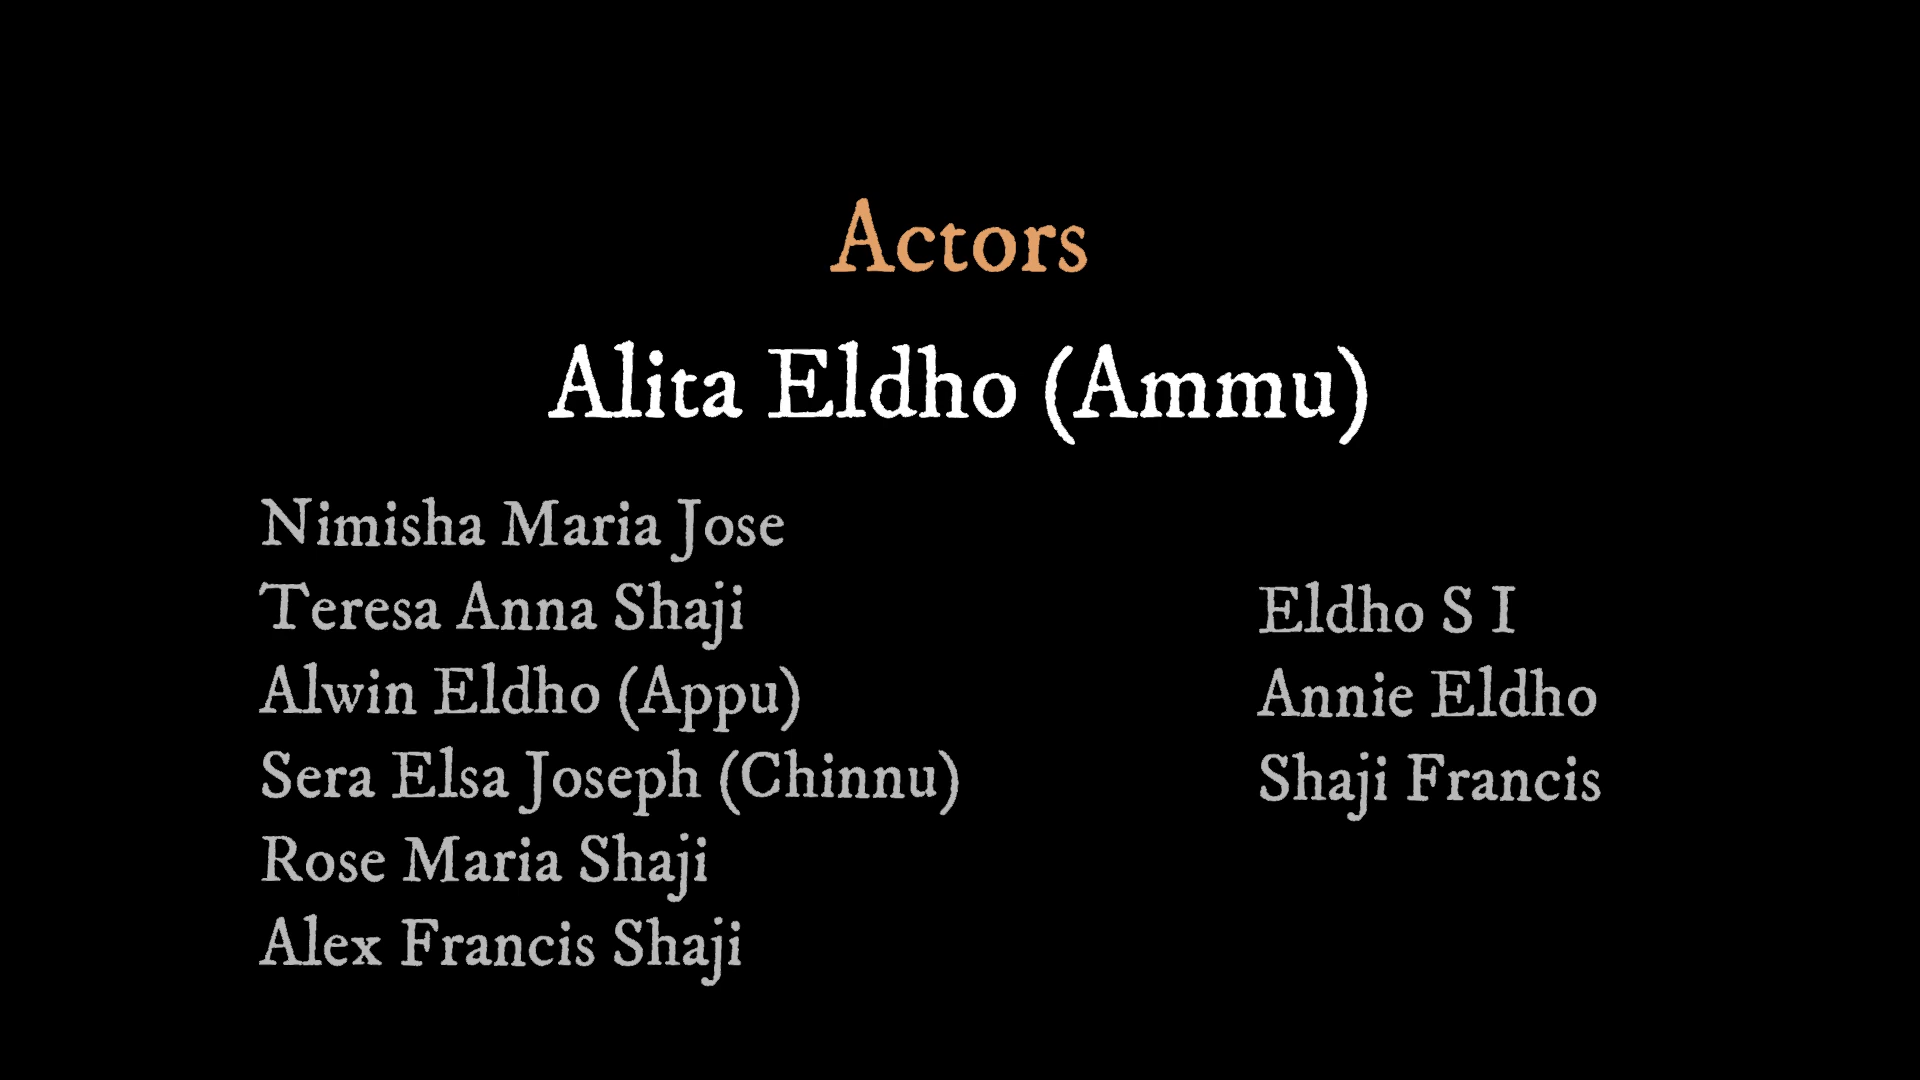 Actors
Alita Eldho (Ammu)
Nimisha Maria Jose
Teresa Anna Shaji
Alwin Eldho (Appu)
Sera Elsa Joseph (Chinnu)
Rose Maria Shaji
Alex Francis Shaji
Eldho S I
Annie Eldho
Shaji Francis